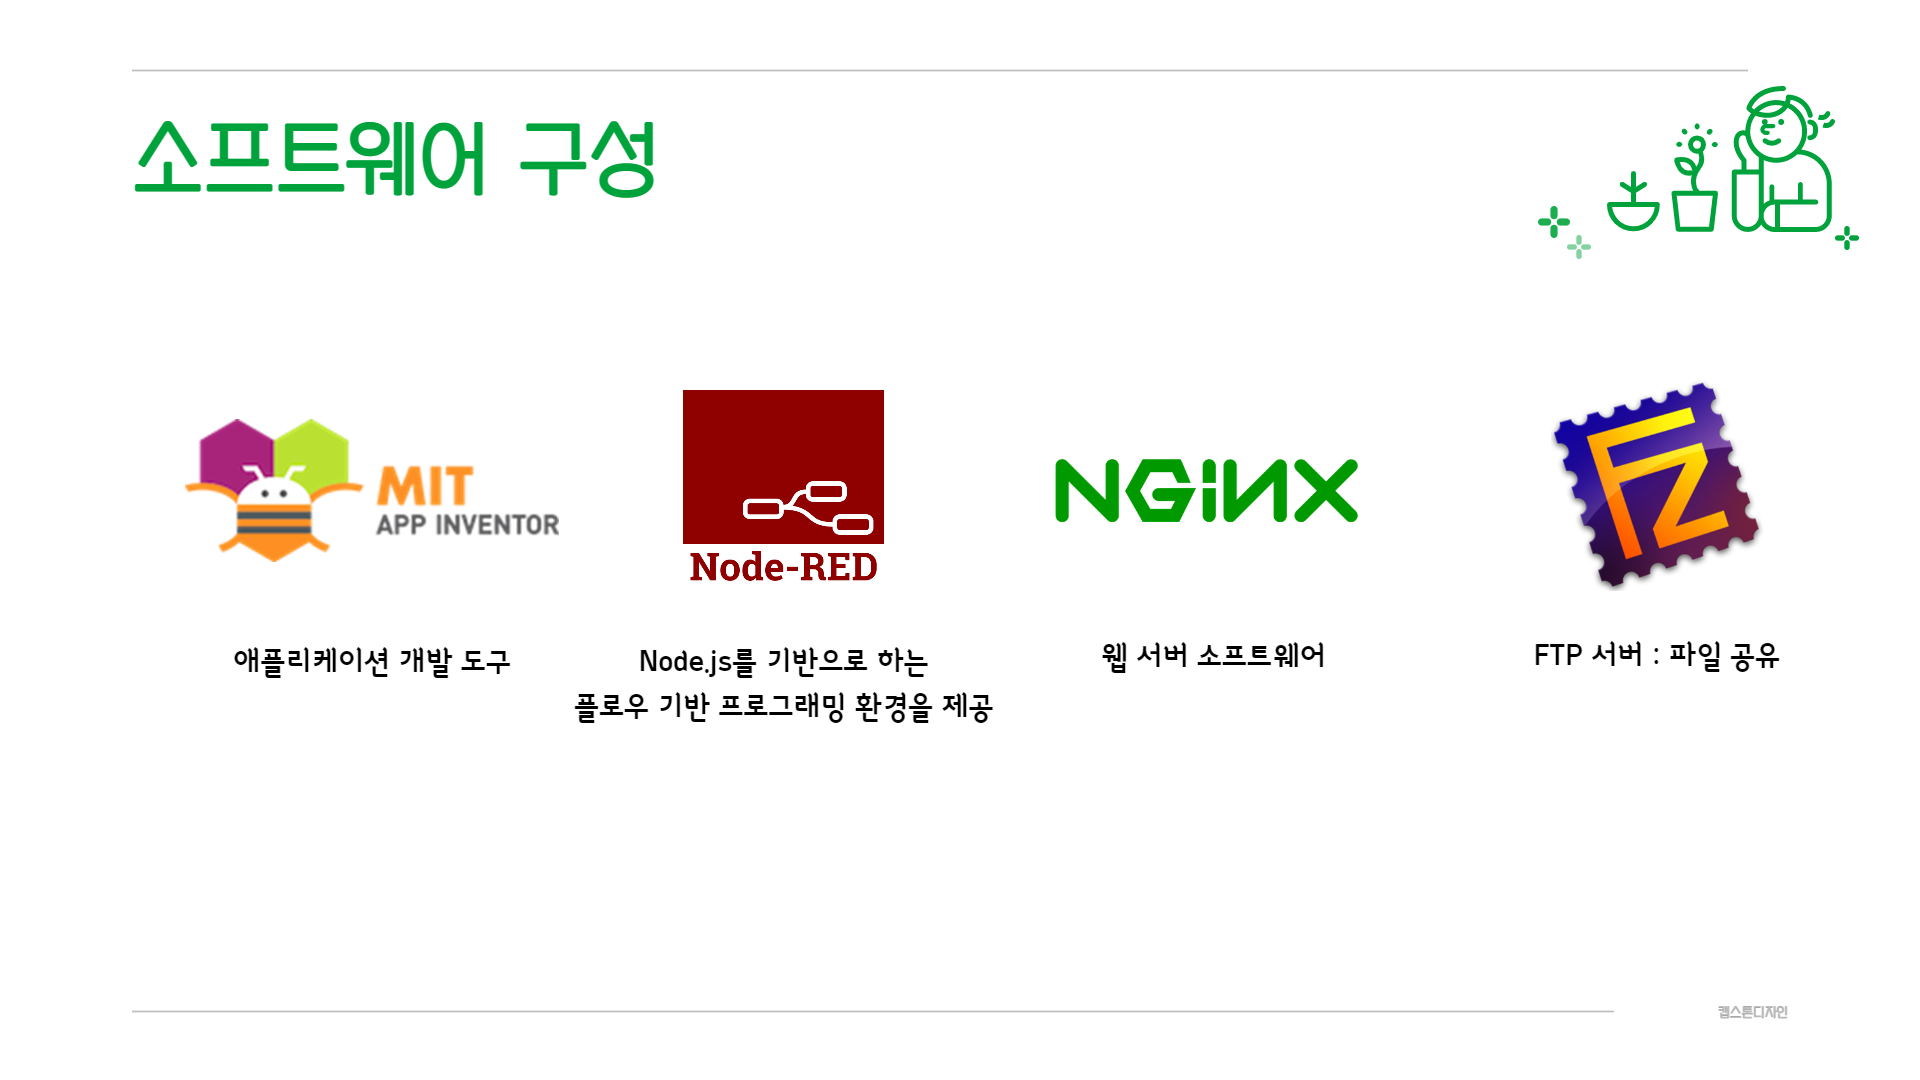 소프트웨어 구성
MIT
APP INVENTOR
Node-RED
NGINX
FZ
애플리케이션 개발 도구
Node.js를 기반으로 하는
플로우 기반 프로그래밍 환경을 제공
웹 서버 소프트웨어
FTP 서버 : 파일 공유
캡스톤디자인